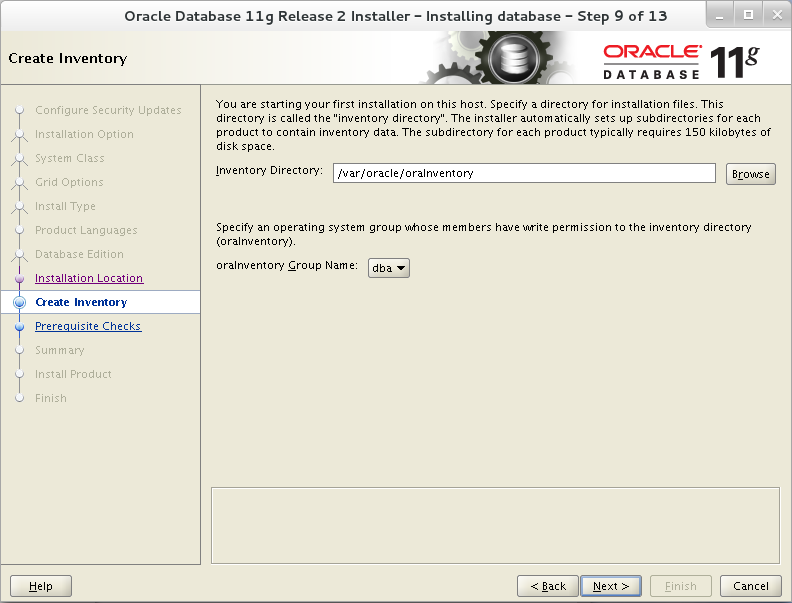 Oracle Database 11g Release 2 Installer - Installing database - Step 9 of 13
Create Inventory
ORACLE
DATABASE
11g
Configure Security Updates
Installation Option
System Class
Grid Options
Install Type
Product Languages
Database Edition
Installation Location
Create Inventory
Prerequisite Checks
Summary
Install Product
Finish
You are starting your first installation on this host. Specify a directory for installation files. This
directory is called the "inventory directory". The installer automatically sets up subdirectories for each
product to contain inventory data. The subdirectory for each product typically requires 150 kilobytes of
disk space.
Inventory Directory: /var/oracle/oraInventory Browse
Specify an operating system group whose members have write permission to the inventory directory
(oraInventory).
oraInventory Group Name: dba
Help < Back Next > Finish Cancel